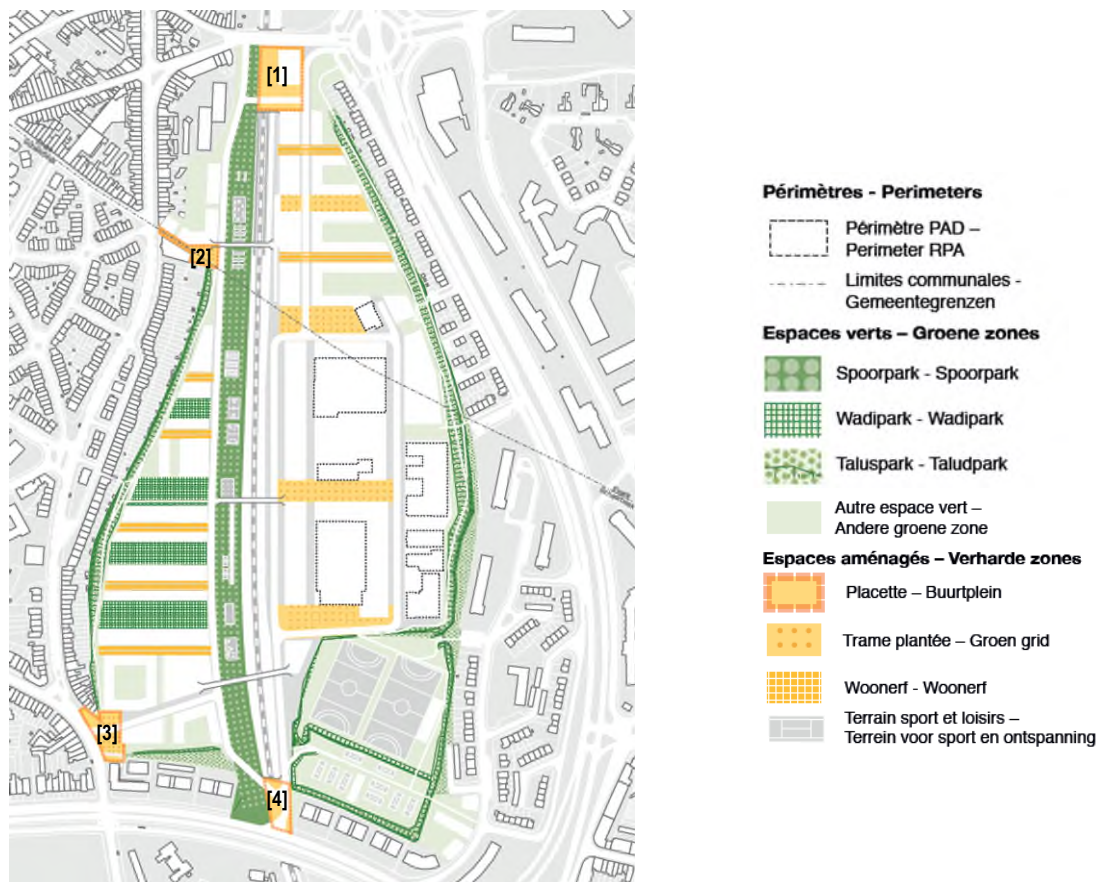 [1]
[2]
[3]
[4]
Périmètres - Perimeters
Périmètre PAD –
Perimeter RPA
Limites communales -
Gemeentegrenzen
Espaces verts – Groene zones
Spoorpark - Spoorpark
Wadipark - Wadipark
Taluspark - Taludpark
Autre espace vert –
Andere groene zone
Espaces aménagés – Verharde zones
Placette – Buurtplein
Trame plantée – Groen grid
Woonerf - Woonerf
Terrain sport et loisirs –
Terrein voor sport en ontspanning